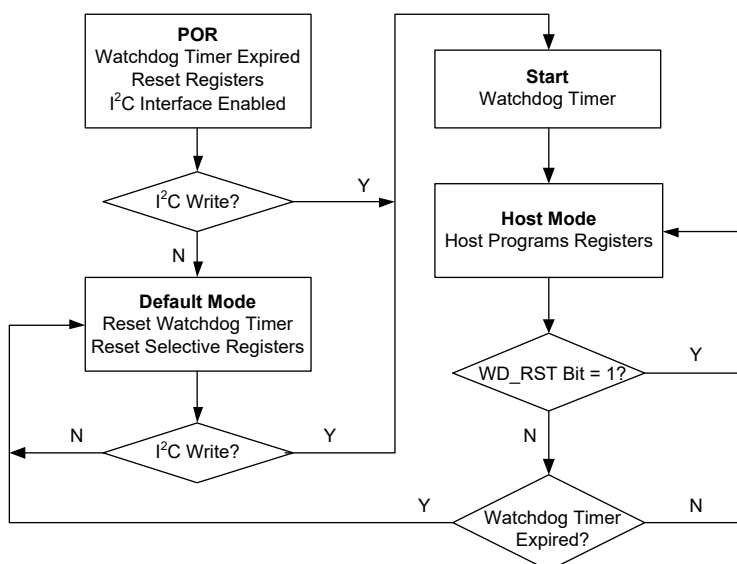 POR
Watchdog Timer Expired
Reset Registers
I²C Interface Enabled
I²C Write?
Y
N
Default Mode
Reset Watchdog Timer
Reset Selective Registers
I²C Write?
N
Y
Start
Watchdog Timer
Host Mode
Host Programs Registers
WD_RST Bit = 1?
Y
N
Watchdog Timer
Expired?
Y
N